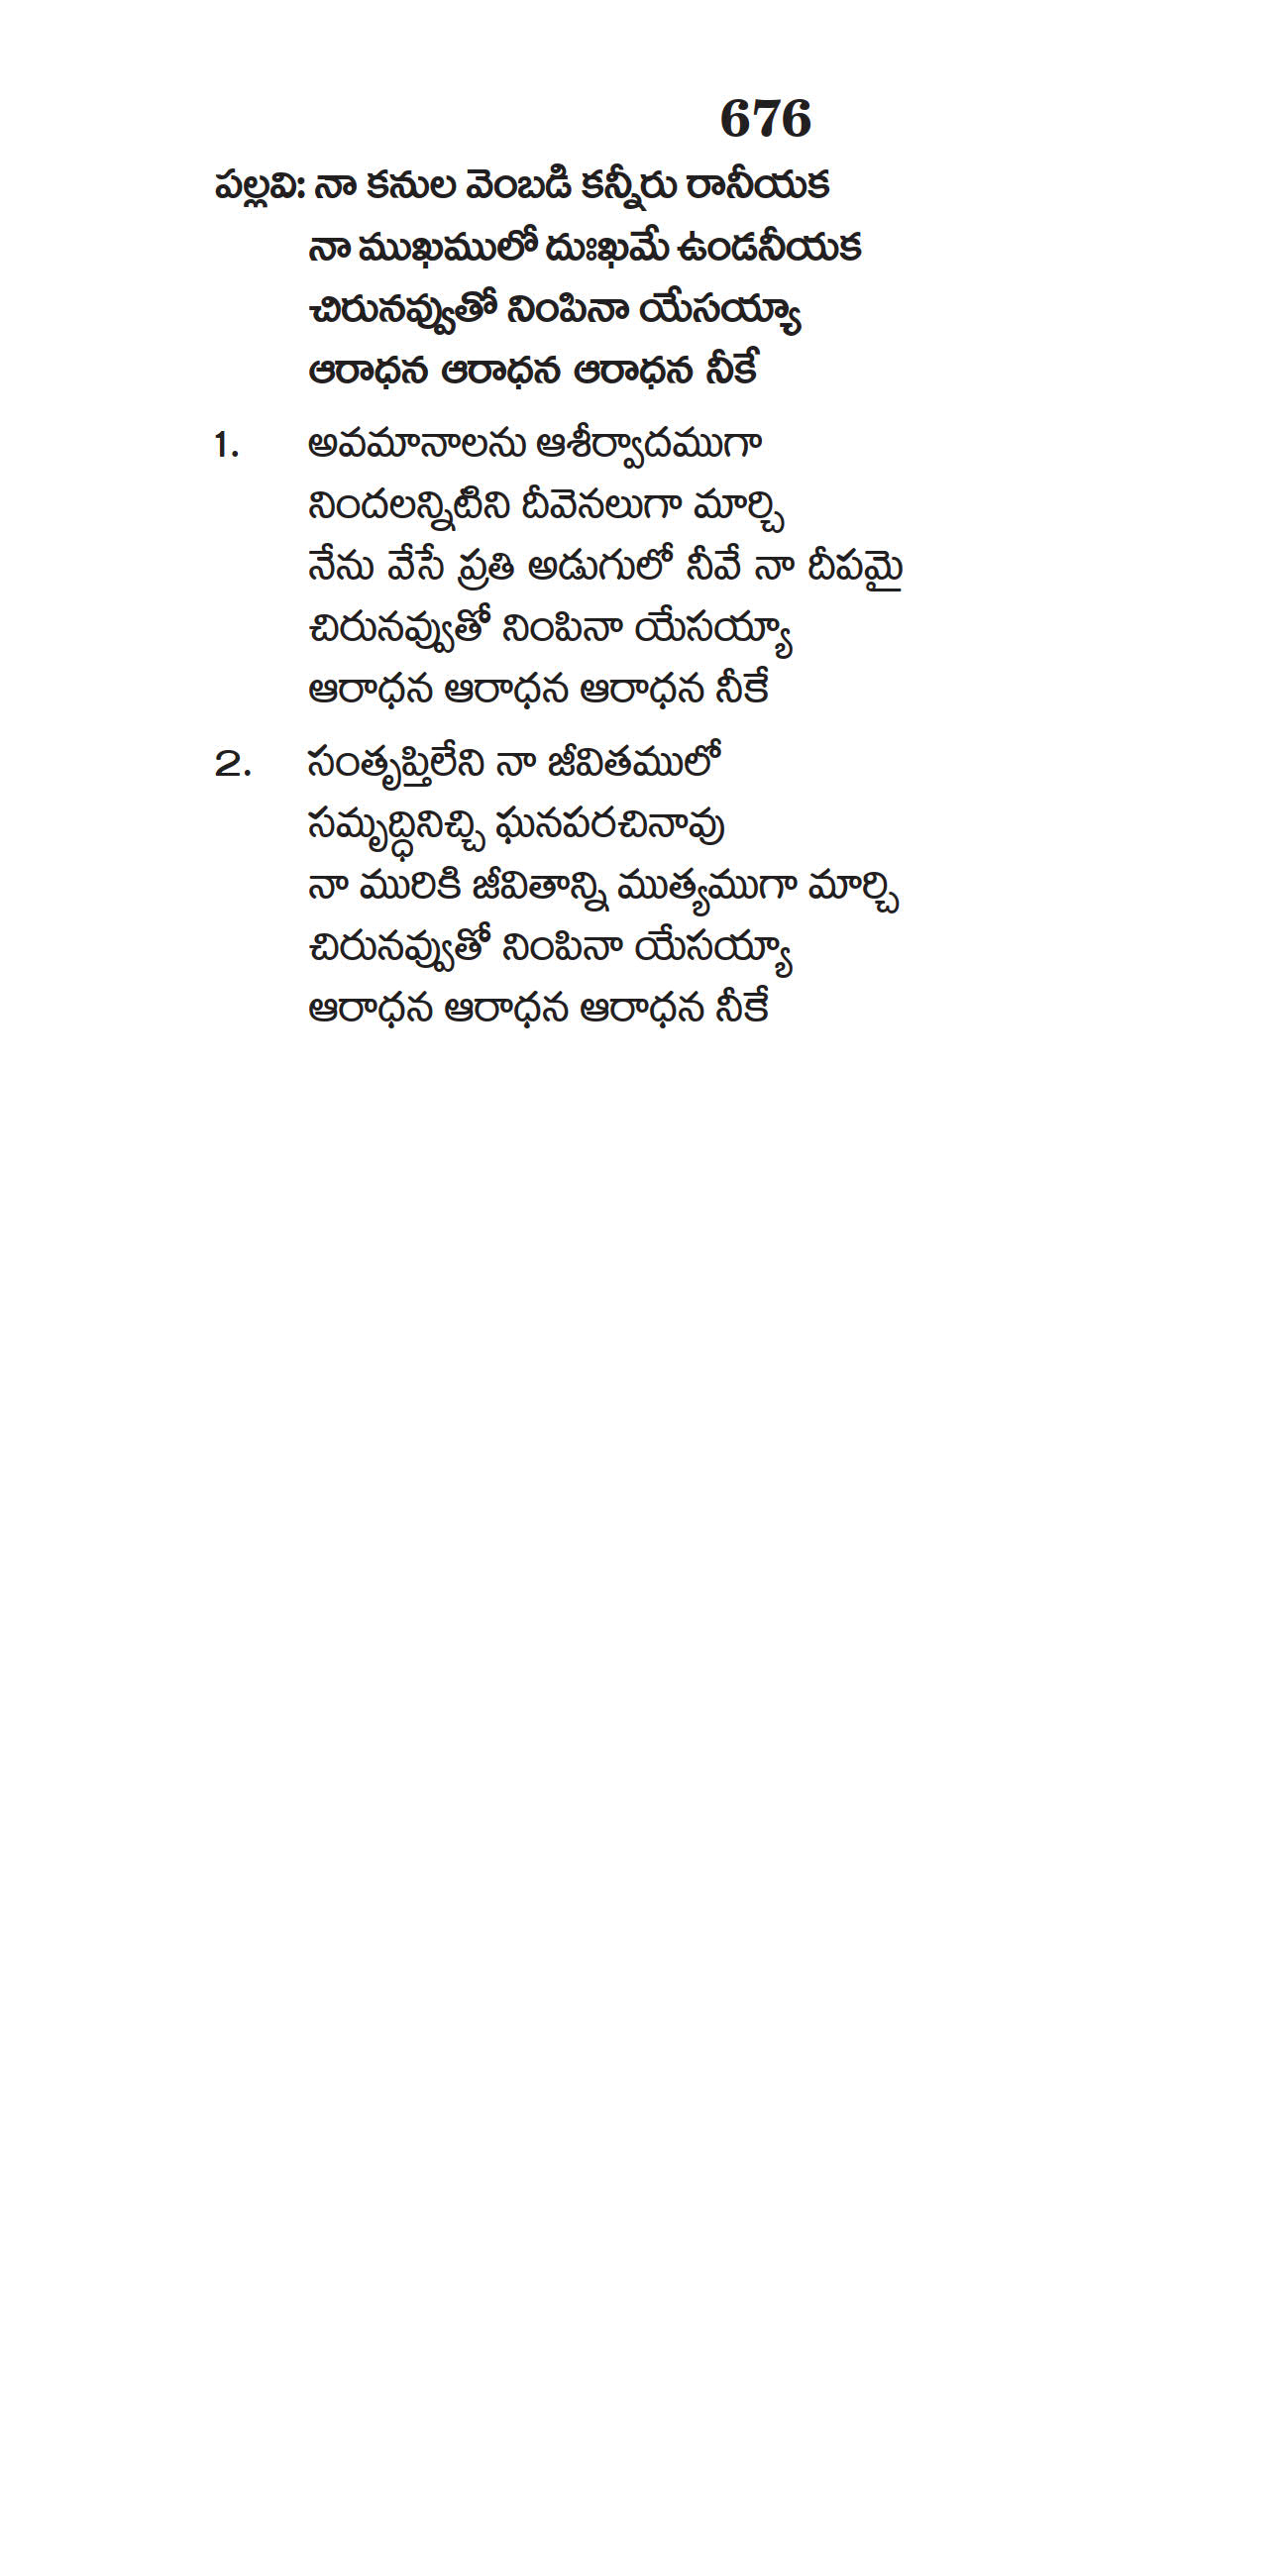 676
పల్లవి: నా కనుల వెంబడి కన్నీరు రానీయక
నా ముఖములో దుఃఖమే ఉండనీయక
చిరునవ్వుతో నింపినా యేసయ్యా
ఆరాధన ఆరాధన ఆరాధన నీకే
1. అవమానాలను ఆశీర్వాదముగా
నిందలన్నిటిని దీవెనలుగా మార్చి
నేను వేసే ప్రతి అడుగులో నీవే నా దీపమై
చిరునవ్వుతో నింపినా యేసయ్యా
ఆరాధన ఆరాధన ఆరాధన నీకే
2. సంతృప్తిలేని నా జీవితములో
సమృద్ధినిచ్చి ఘనపరచినావు
నా మురికి జీవితాన్ని ముత్యముగా మార్చి
చిరునవ్వుతో నింపినా యేసయ్యా
ఆరాధన ఆరాధన ఆరాధన నీకే